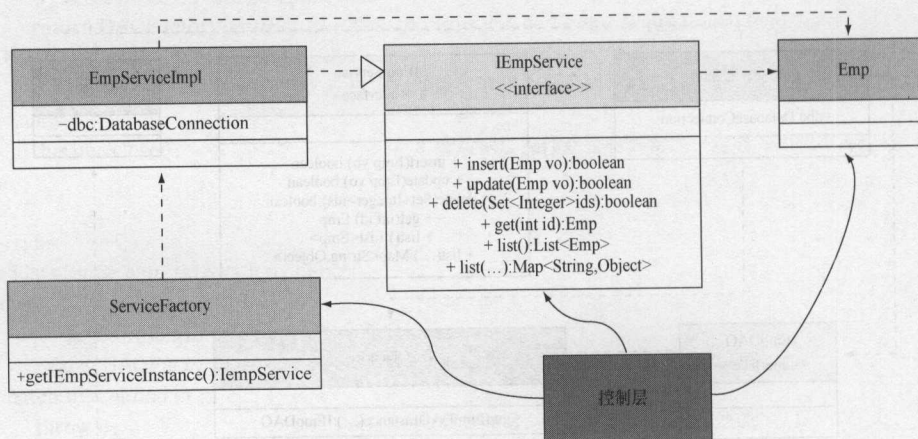 EmpServiceImpl
−dbc:DatabaseConnection
IEmpService
<<interface>>
+ insert(Emp vo):boolean
+ update(Emp vo):boolean
+ delete(Set<Integer>ids):boolean
+ get(int id):Emp
+ list():List<Emp>
+ list(…):Map<String,Object>
Emp
ServiceFactory
+getIEmpServiceInstance():IempService
控制层